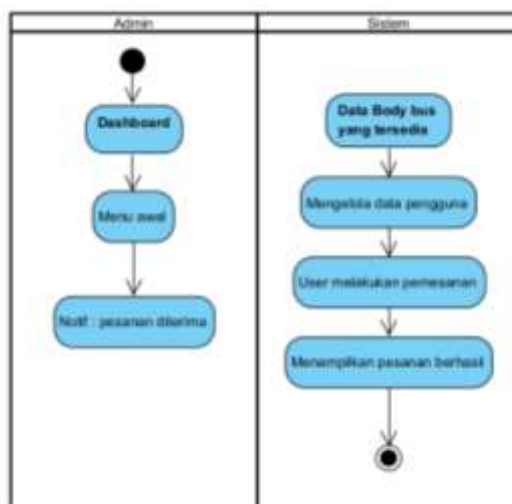 Admin
Sistem
Dashboard
Menu awal
Notif : pesanan diterima
Data Body bus
yang tersedia
Mengelola data pengguna
User melakukan pemesanan
Menampilkan pesanan berhasil